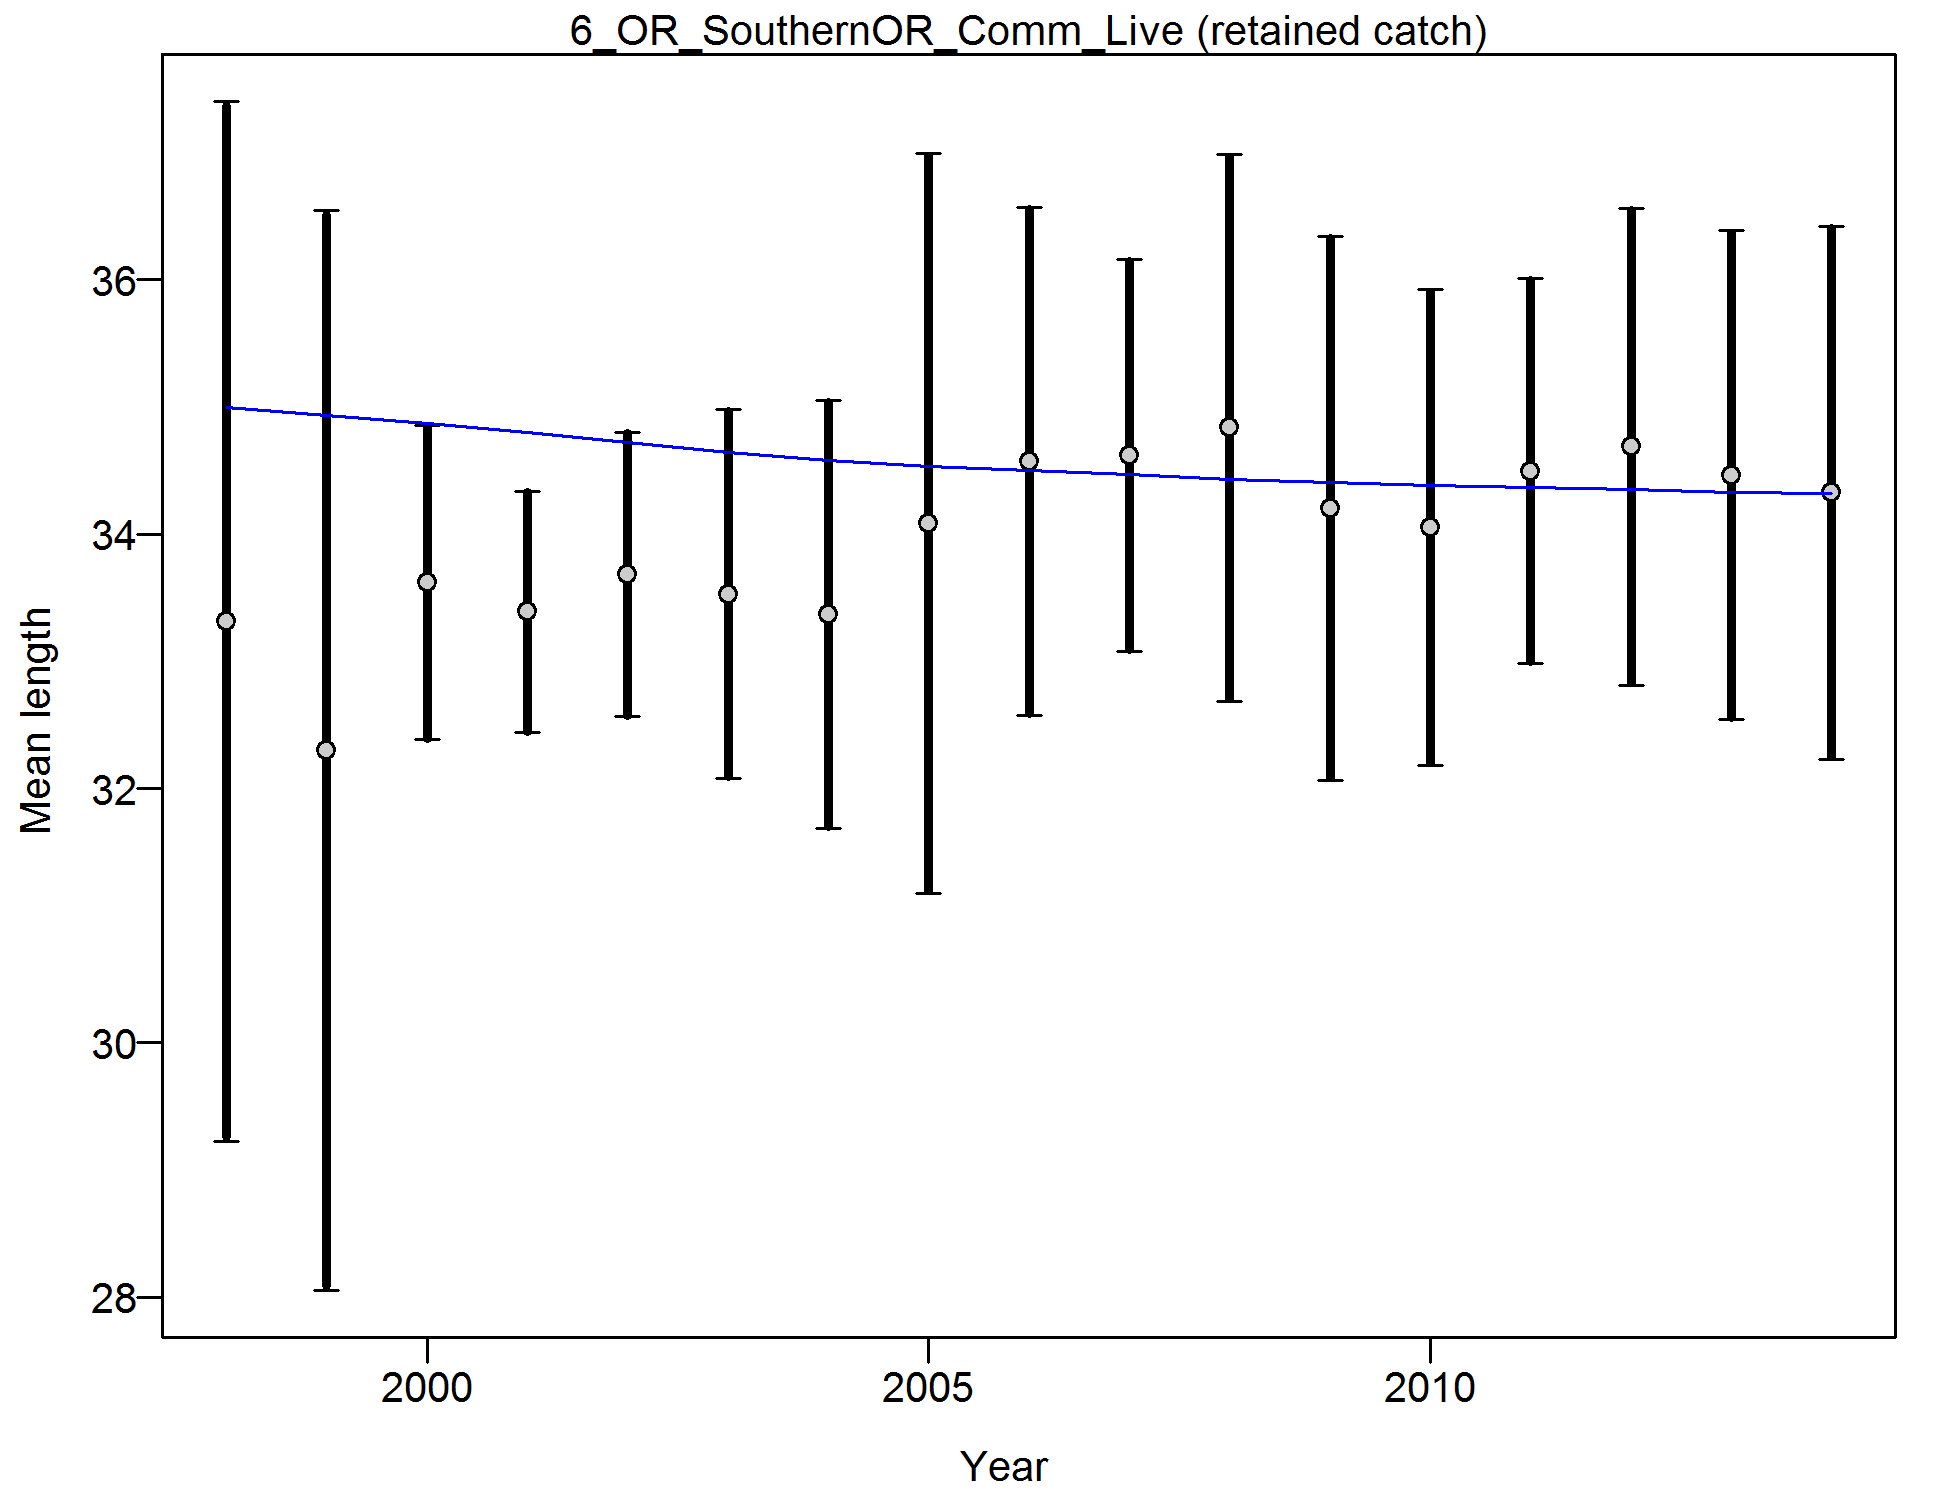 6_OR_SouthernOR_Comm_Live (retained catch)
Mean length
36
34
32
30
28
2000 2005 2010
Year